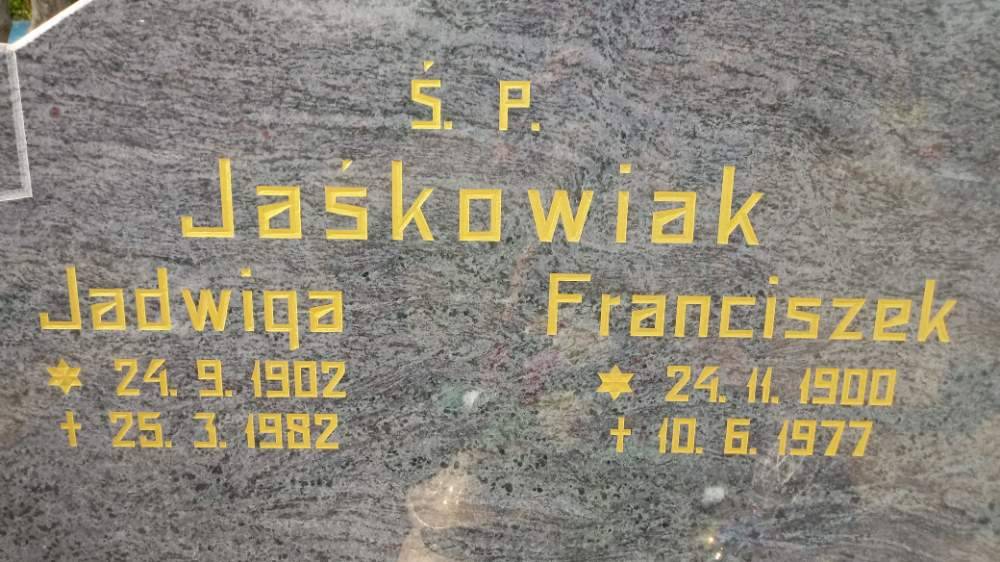 Ś. P.
Jaśkowiak
Jadwiga Franciszek
* 24. 9. 1902 * 24. 11. 1900
† 25. 3. 1982 † 10. 6. 1977